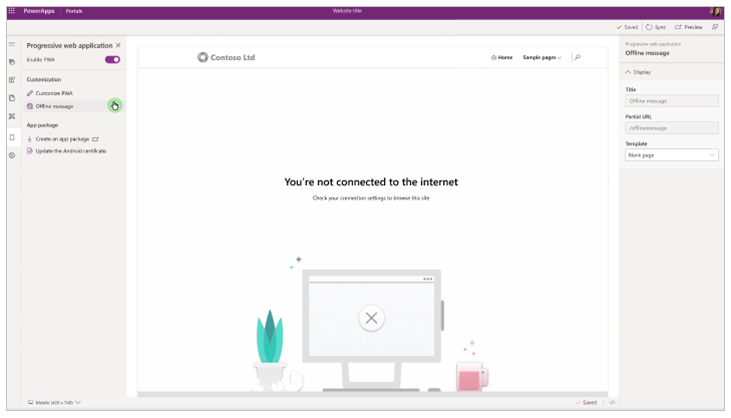 PowerApps Portals
Website title
Saved Sync Preview
Progressive web application
Enable PWA
Customization
Customize PWA
Offline message
App package
Create an app package
Update the Android certificate
Contoso Ltd
Home Sample pages
You're not connected to the internet
Check your connection settings to browse this site
Progressive web application
Offline message
Display
Title
Offline message
Partial URL
/offlinemessage
Template
Blank page
Mobile (420 x 740)
Saved